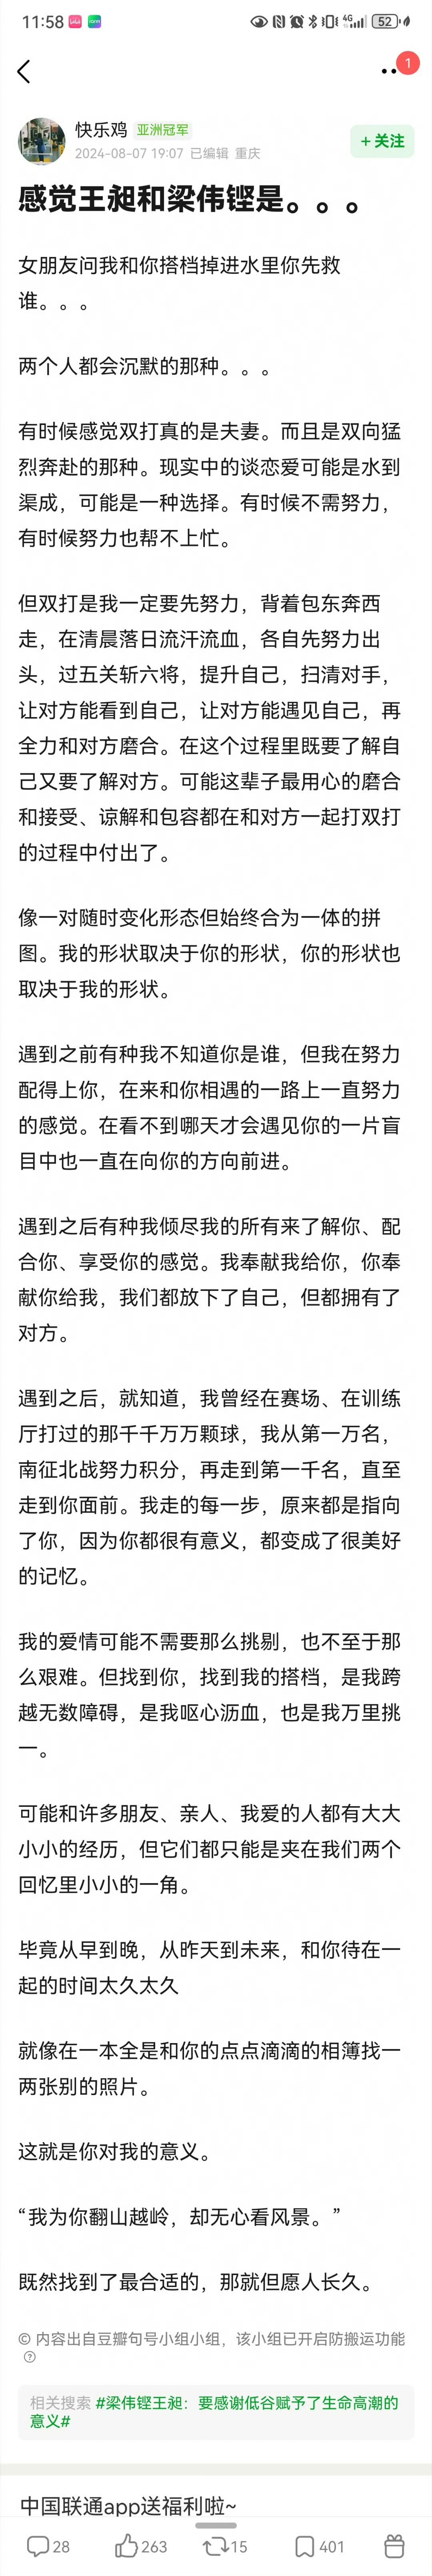 11:58
4G
52
1
快乐鸡 亚洲冠军
2024-08-07 19:07 已编辑 重庆
+ 关注
感觉王昶和梁伟铿是。。。
女朋友问我和你搭档掉进水里你先救
谁。。。
两个人都会沉默的那种。。。
有时候感觉双打真的是夫妻。而且是双向猛
烈奔赴的那种。现实中的谈恋爱可能是水到
渠成，可能是一种选择。有时候不需努力，
有时候努力也帮不上忙。
但双打是我一定要先努力，背着包东奔西
走，在清晨落日流汗流血，各自先努力出
头，过五关斩六将，提升自己，扫清对手，
让对方能看到自己，让对方能遇见自己，再
全力和对方磨合。在这个过程里既要了解自
己又要了解对方。可能这辈子最用心的磨合
和接受、谅解和包容都在和对方一起打双打
的过程中付出了。
像一对随时变化形态但始终合为一体的拼
图。我的形状取决于你的形状，你的形状也
取决于我的形状。
遇到之前有种我不知道你是谁，但我在努力
配得上你，在来和你相遇的一路上一直努力
的感觉。在看不到哪天才会遇见你的一片盲
目中也一直在向你的方向前进。
遇到之后有种我倾尽我的所有来了解你、配
合你、享受你的感觉。我奉献我给你，你奉
献你给我，我们都放下了自己，但都拥有了
对方。
遇到之后，就知道，我曾经在赛场、在训练
厅打过的那千千万万颗球，我从第一万名，
南征北战努力积分，再走到第一千名，直至
走到你面前。我走的每一步，原来都是指向
了你，因为你都很有意义，都变成了很美好
的记忆。
我的爱情可能不需要那么挑剔，也不至于那
么艰难。但找到你，找到我的搭档，是我跨
越无数障碍，是我呕心沥血，也是我万里挑
一。
可能和许多朋友、亲人、我爱的人都有大大
小小的经历，但它们都只能是夹在我们两个
回忆里小小的一角。
毕竟从早到晚，从昨天到未来，和你待在一
起的时间太久太久
就像在一本全是和你的点点滴滴的相簿找一
两张别的照片。
这就是你对我的意义。
“我为你翻山越岭，却无心看风景。”
既然找到了最合适的，那就但愿人长久。
© 内容出自豆瓣句号小组小组，该小组已开启防搬运功能
?
相关搜索 #梁伟铿王昶：要感谢低谷赋予了生命高潮的
意义#
中国联通app送福利啦~
28 263 15 401